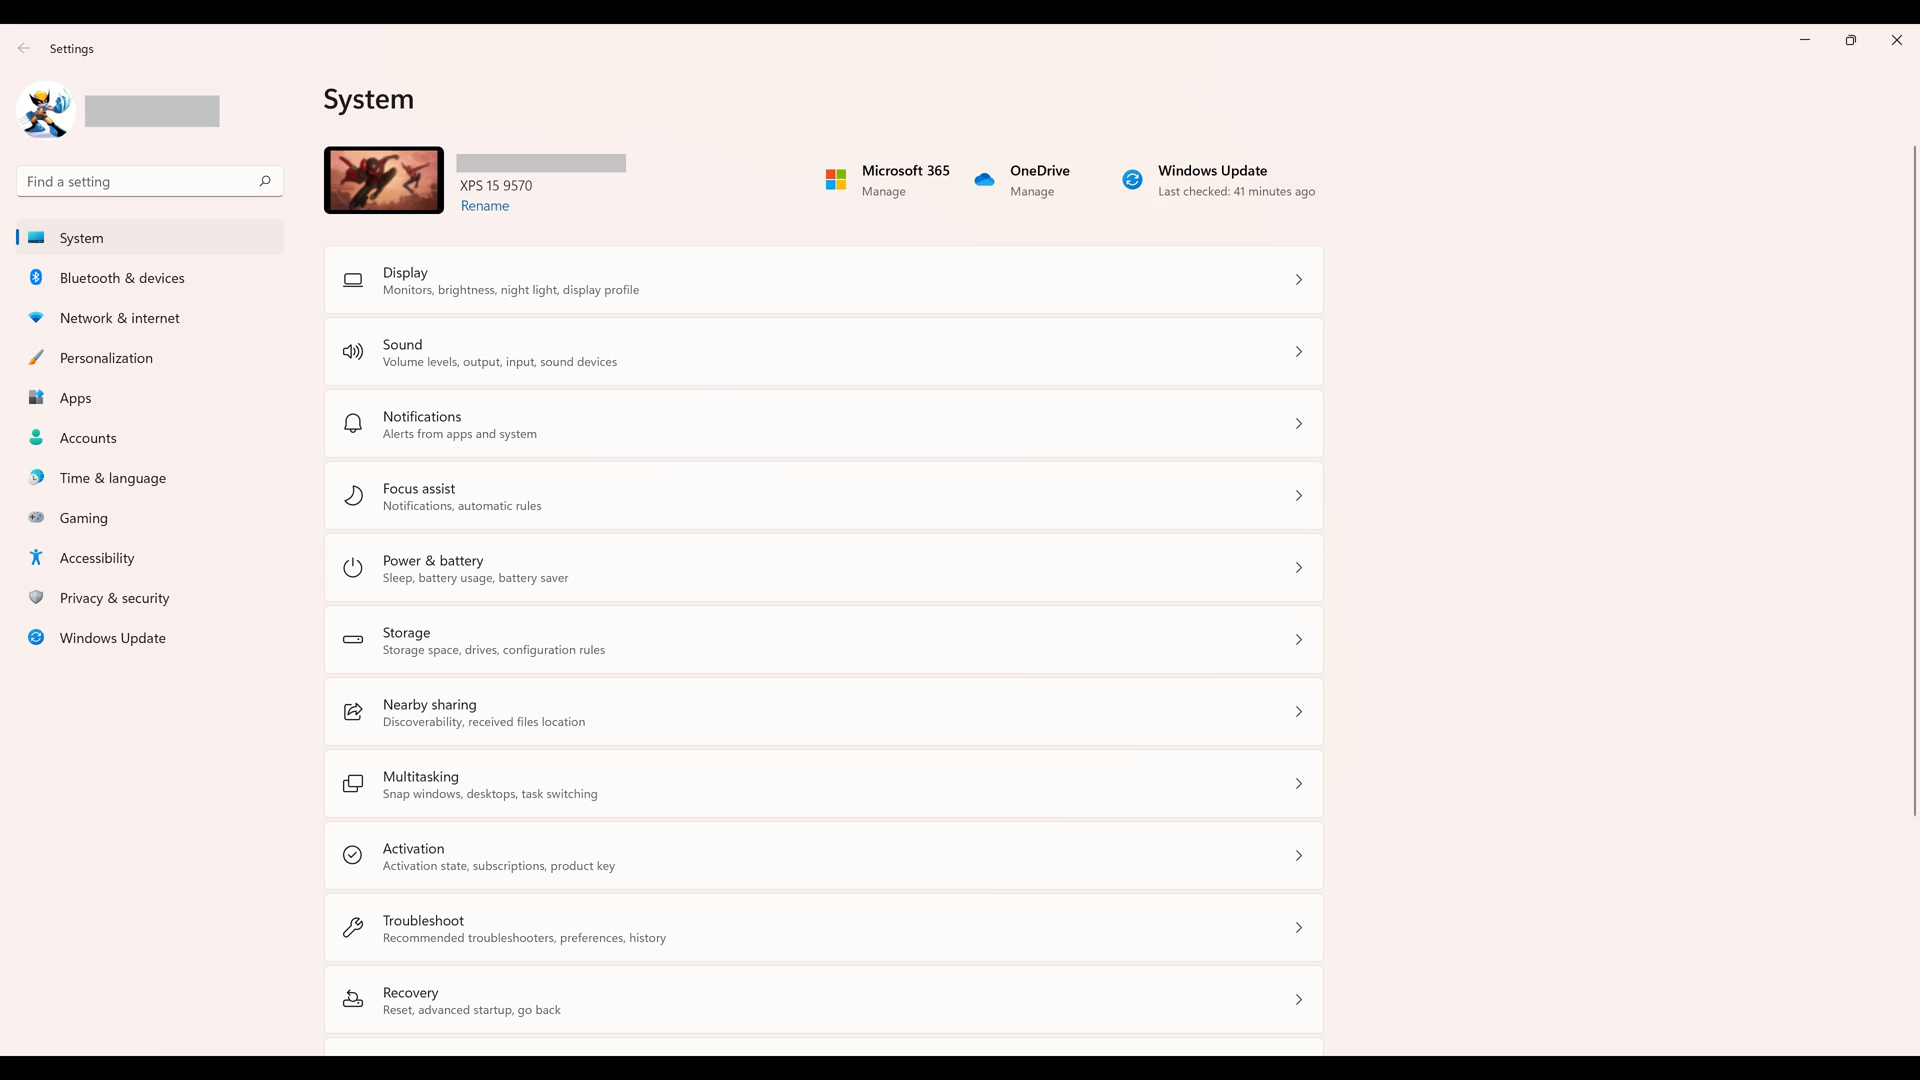 Settings
System
Find a setting
XPS 15 9570
Rename
Microsoft 365
Manage
OneDrive
Manage
Windows Update
Last checked: 41 minutes ago
System
Bluetooth & devices
Network & internet
Personalization
Apps
Accounts
Time & language
Gaming
Accessibility
Privacy & security
Windows Update
Display
Monitors, brightness, night light, display profile
Sound
Volume levels, output, input, sound devices
Notifications
Alerts from apps and system
Focus assist
Notifications, automatic rules
Power & battery
Sleep, battery usage, battery saver
Storage
Storage space, drives, configuration rules
Nearby sharing
Discoverability, received files location
Multitasking
Snap windows, desktops, task switching
Activation
Activation state, subscriptions, product key
Troubleshoot
Recommended troubleshooters, preferences, history
Recovery
Reset, advanced startup, go back